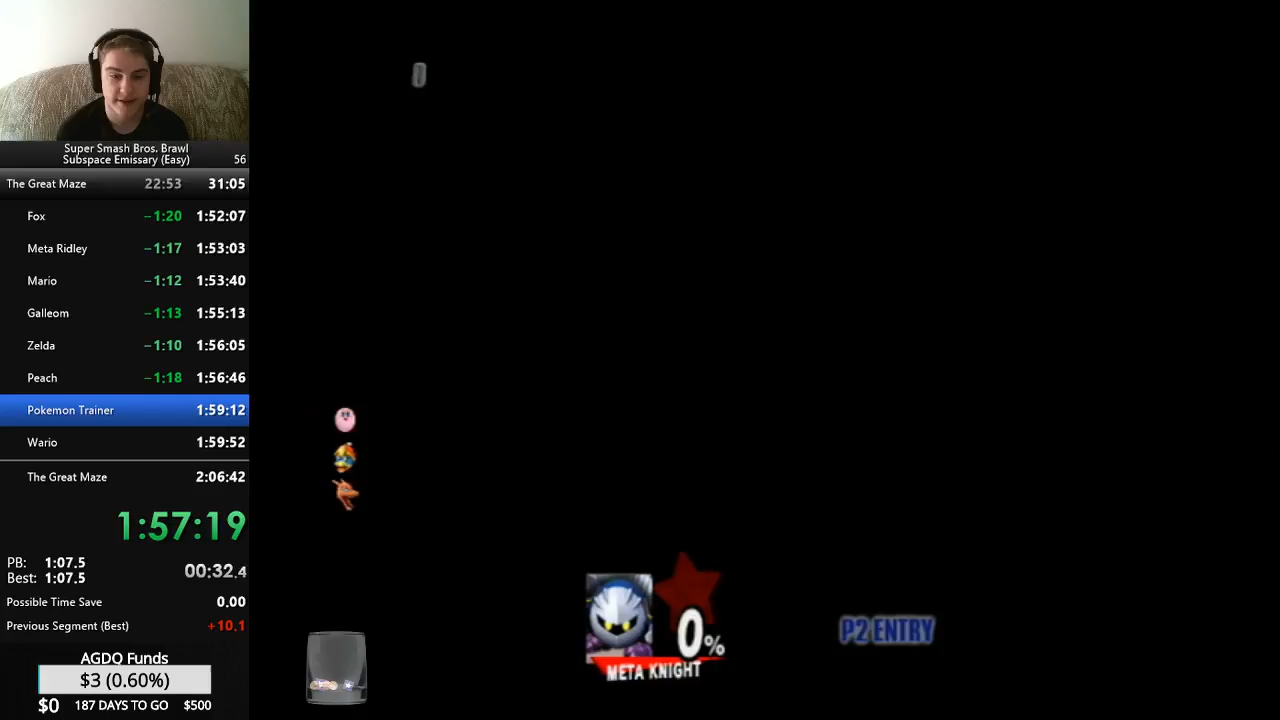 Super Smash Bros. Brawl
Subspace Emissary (Easy) 56
The Great Maze 22:53 31:05
Fox −1:20 1:52:07
Meta Ridley −1:17 1:53:03
Mario −1:12 1:53:40
Galleom −1:13 1:55:13
Zelda −1:10 1:56:05
Peach −1:18 1:56:46
Pokemon Trainer 1:59:12
Wario 1:59:52
The Great Maze 2:06:42
1:57:19
PB: 1:07.5
Best: 1:07.5 00:32.4
Possible Time Save 0.00
Previous Segment (Best) +10.1
AGDQ Funds
$3 (0.60%)
$0 187 DAYS TO GO $500
0
0%
META KNIGHT
P2 ENTRY